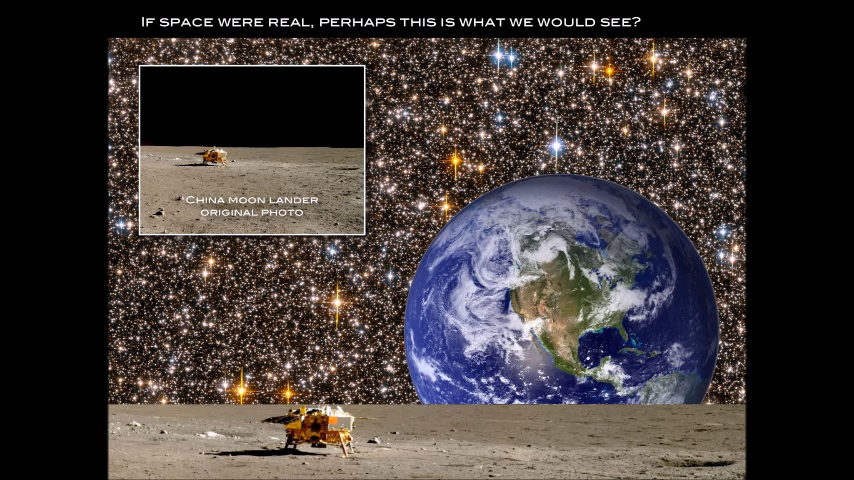 If space were real, perhaps this is what we would see?
*China moon lander
original photo